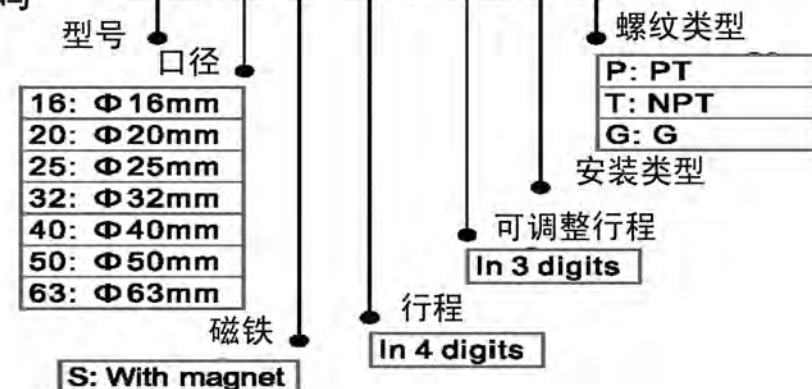 型号
螺纹类型
口径
P: PT
T: NPT
G: G
16: Φ16mm
20: Φ20mm
25: Φ25mm
32: Φ32mm
40: Φ40mm
50: Φ50mm
63: Φ63mm
安装类型
可调整行程
In 3 digits
行程
In 4 digits
磁铁
S: With magnet